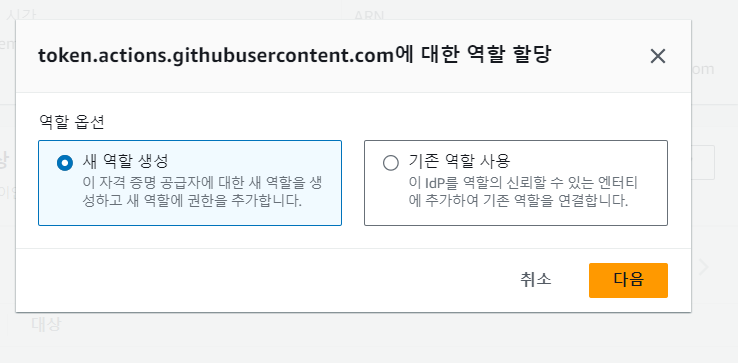 시간
ARN
token.actions.githubusercontent.com에 대한 역할 할당
om
역할 옵션
새 역할 생성
이 자격 증명 공급자에 대한 새 역할을 생
성하고 새 역할에 권한을 추가합니다.
기존 역할 사용
이 IdP를 역할의 신뢰할 수 있는 엔터티
에 추가하여 기존 역할을 연결합니다.
취소
다음
대상